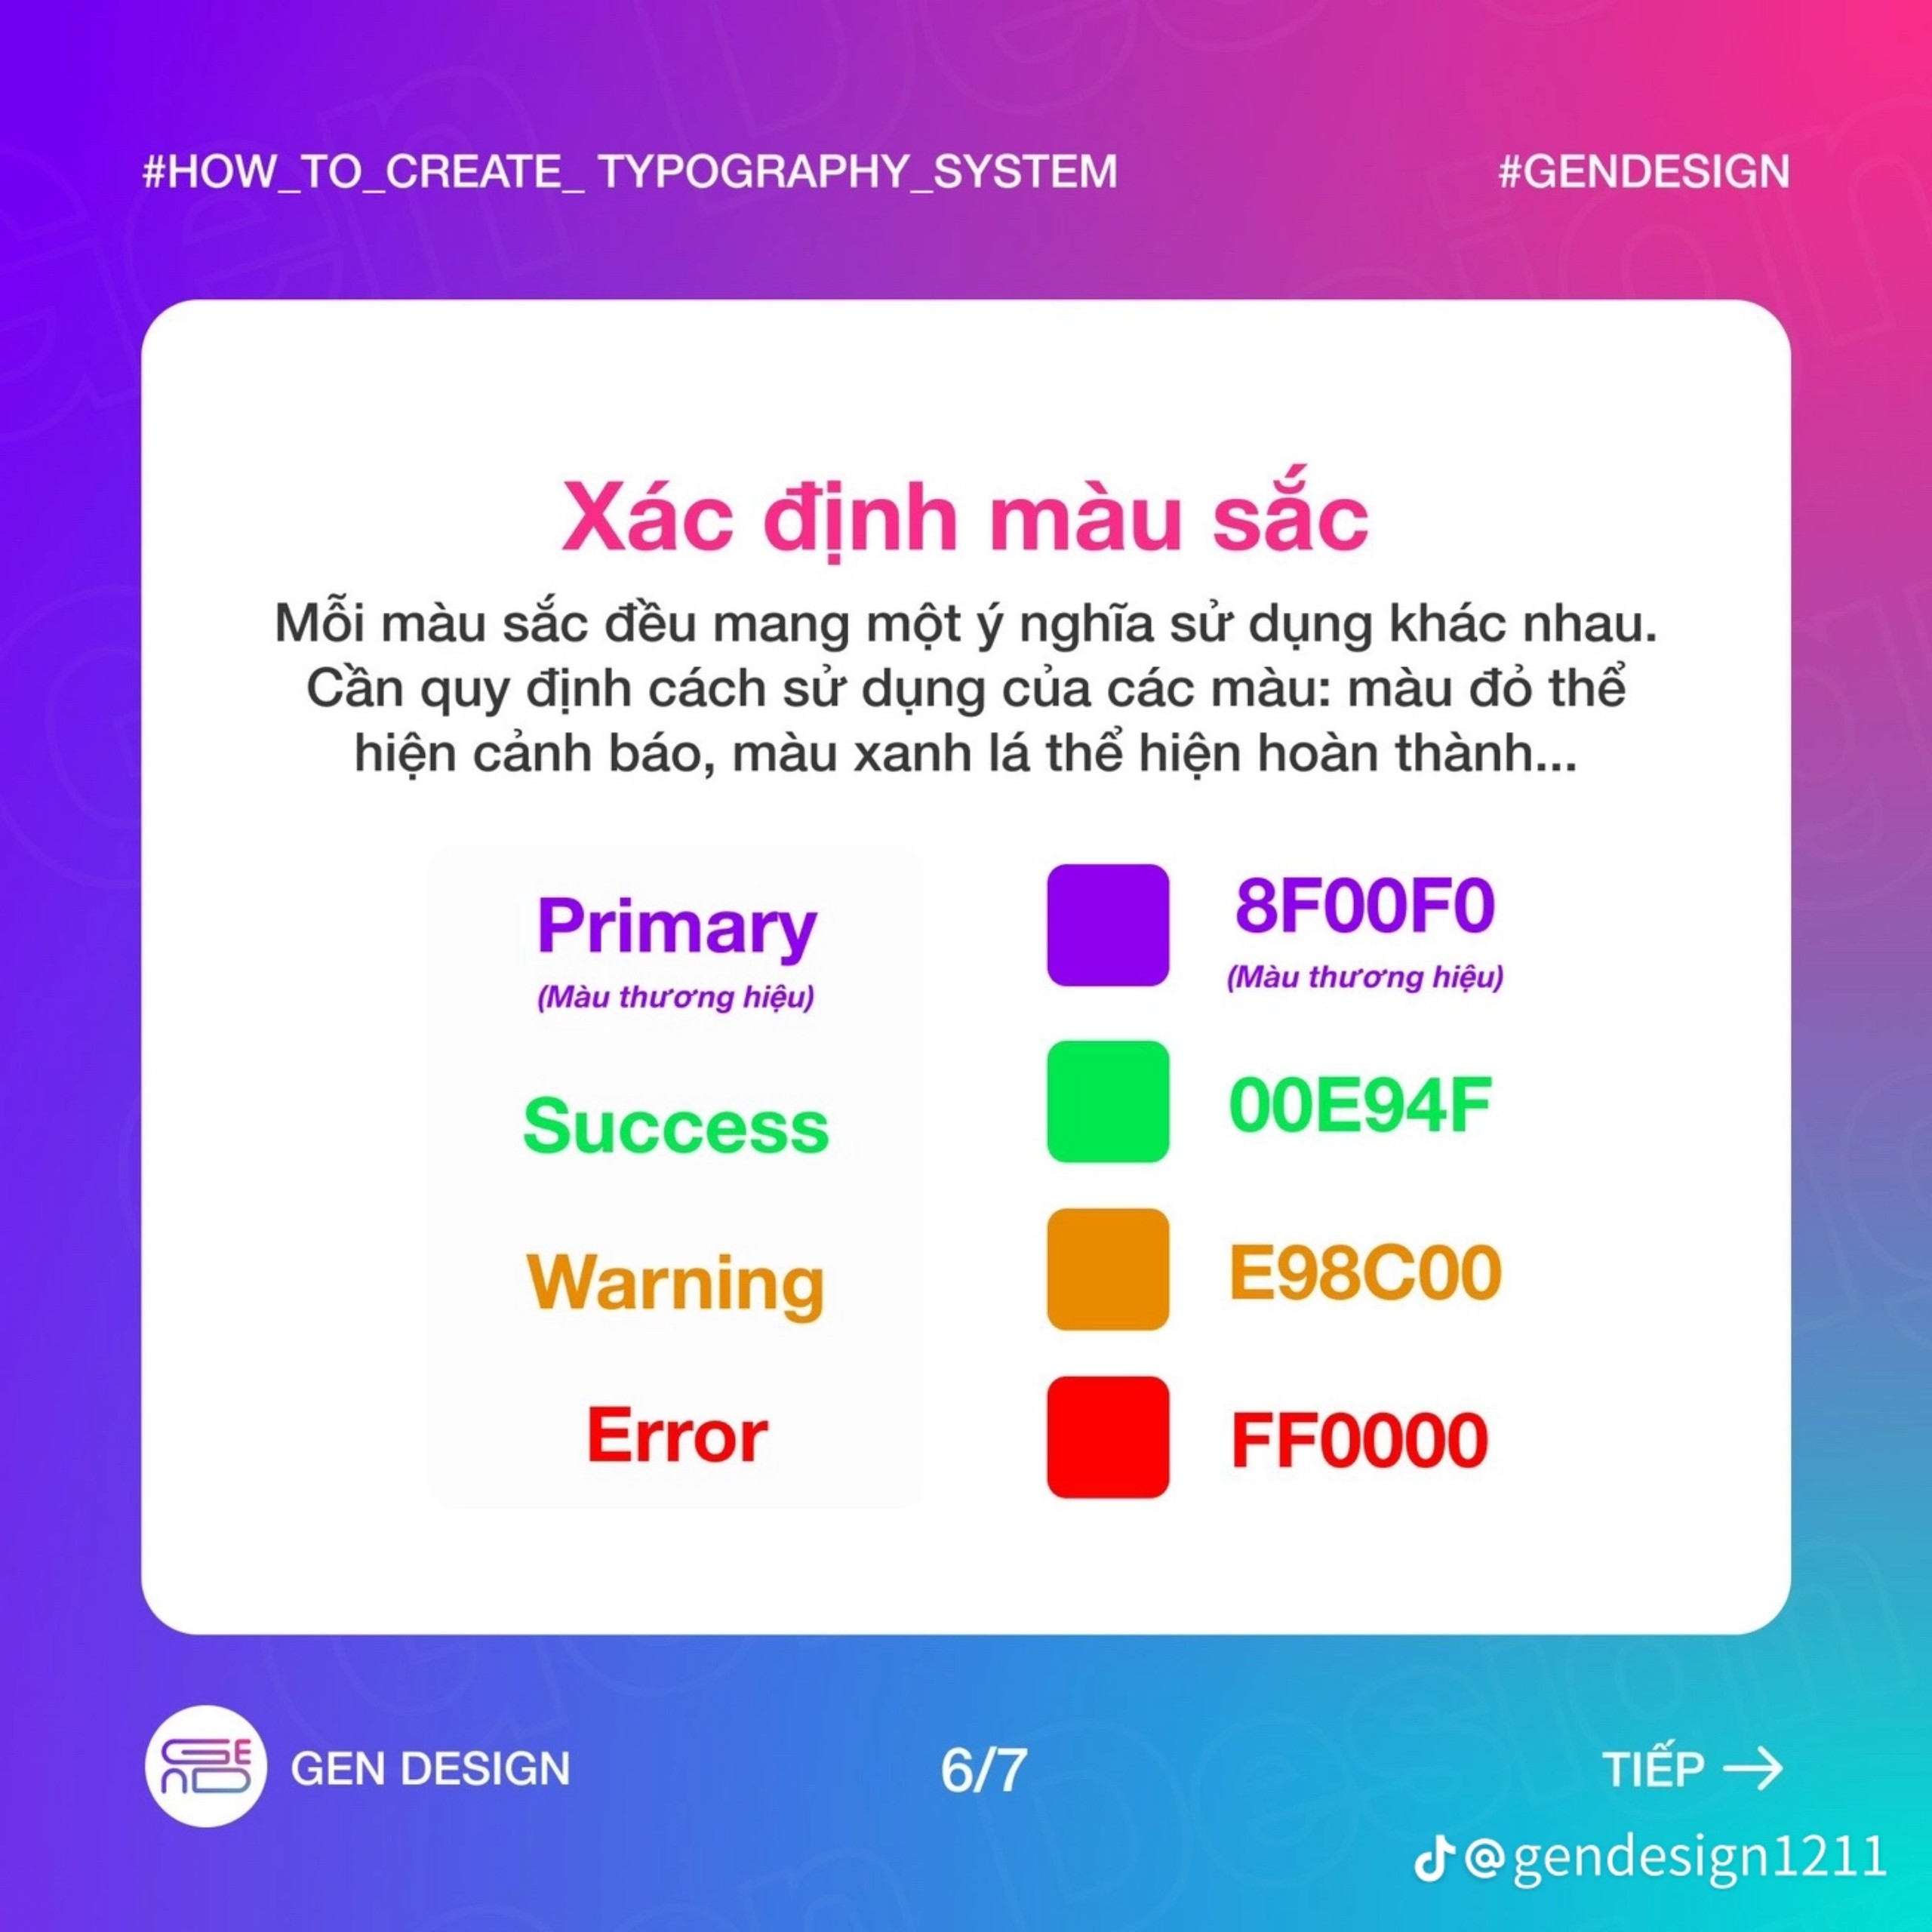 #HOW_TO_CREATE_ TYPOGRAPHY_SYSTEM
#GENDESIGN
Xác định màu sắc
Mỗi màu sắc đều mang một ý nghĩa sử dụng khác nhau.
Cần quy định cách sử dụng của các màu: màu đỏ thể
hiện cảnh báo, màu xanh lá thể hiện hoàn thành...
Primary
(Màu thương hiệu)
8F00F0
(Màu thương hiệu)
Success
00E94F
Warning
E98C00
Error
FF0000
GEN DESIGN
6/7
TIẾP →
@gendesign1211